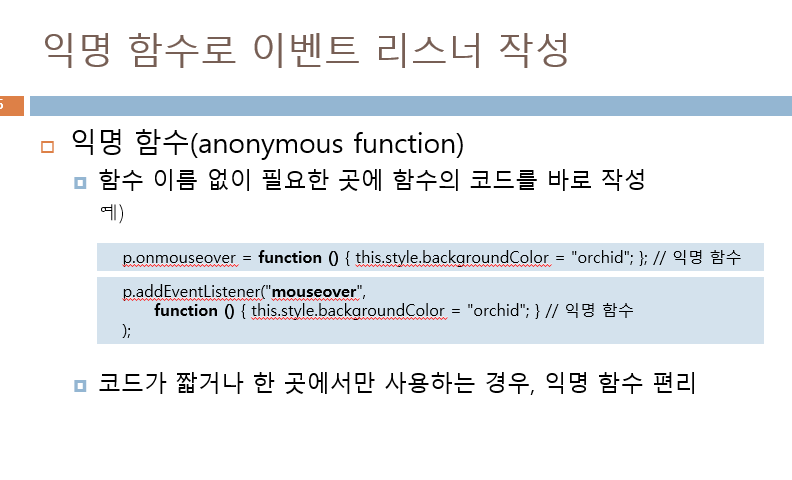 익명 함수로 이벤트 리스너 작성
익명 함수(anonymous function)
함수 이름 없이 필요한 곳에 함수의 코드를 바로 작성
예)
p.onmouseover = function () { this.style.backgroundColor = "orchid"; }; // 익명 함수
p.addEventListener("mouseover",
function () { this.style.backgroundColor = "orchid"; } // 익명 함수
);
코드가 짧거나 한 곳에서만 사용하는 경우, 익명 함수 편리